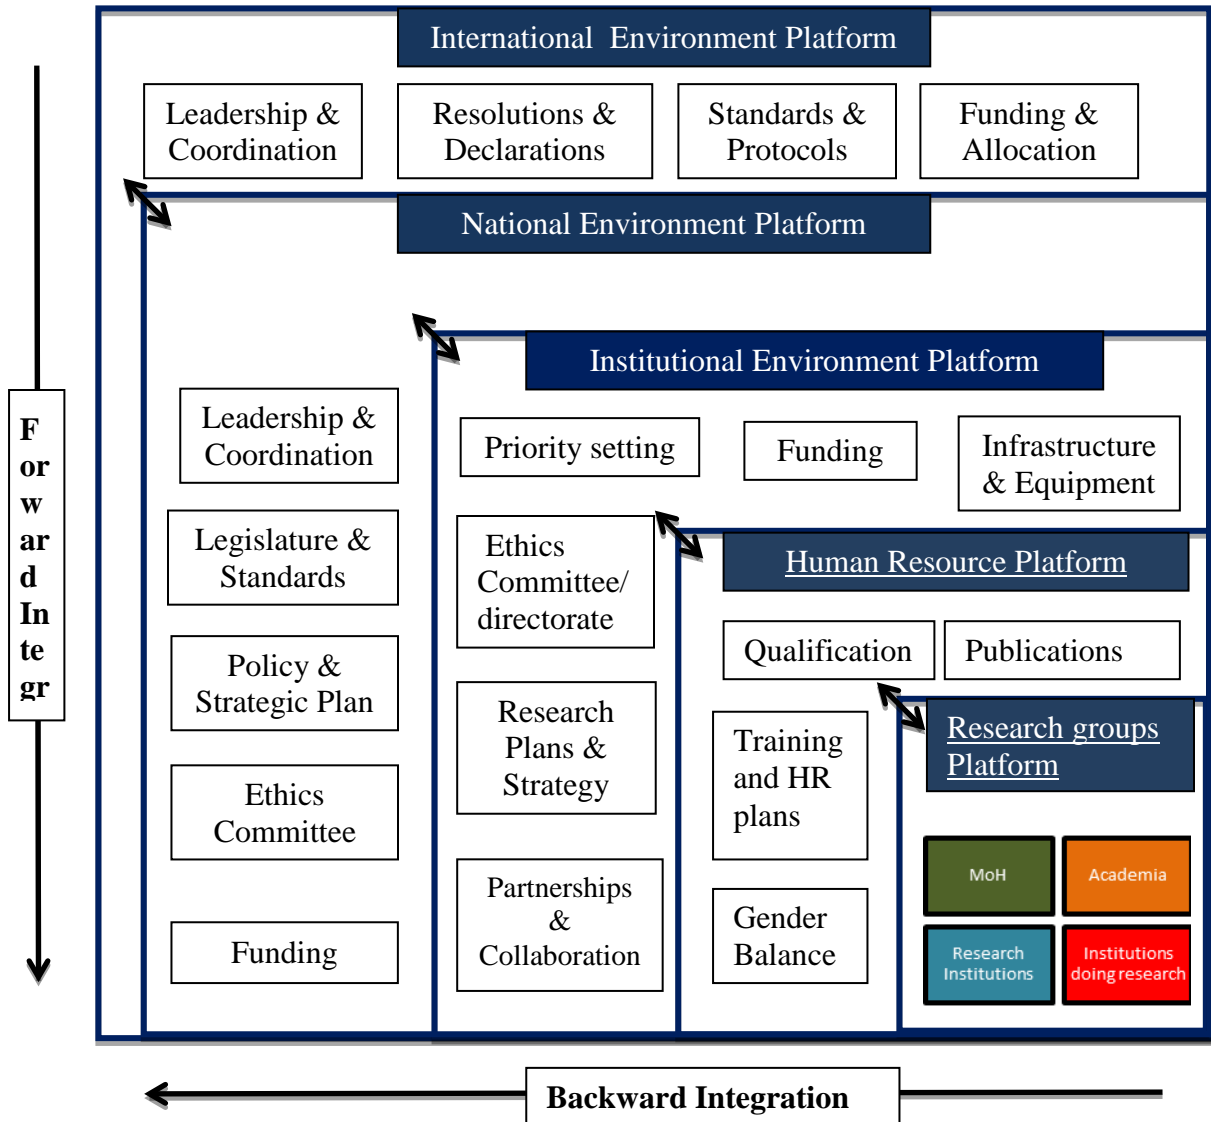 International Environment Platform
Leadership &
Coordination
Resolutions &
Declarations
Standards &
Protocols
Funding &
Allocation
National Environment Platform
Leadership &
Coordination
Legislature &
Standards
Policy &
Strategic Plan
Ethics
Committee
Funding
Institutional Environment Platform
Priority setting
Funding
Infrastructure
& Equipment
Ethics
Committee/
directorate
Research
Plans &
Strategy
Partnerships
&
Collaboration
Human Resource Platform
Qualification
Publications
Training
and HR
plans
Gender
Balance
Research groups
Platform
MoH
Academia
Research
Institutions
Institutions
doing research
F
or
w
ar
d
In
te
gr
Backward Integration